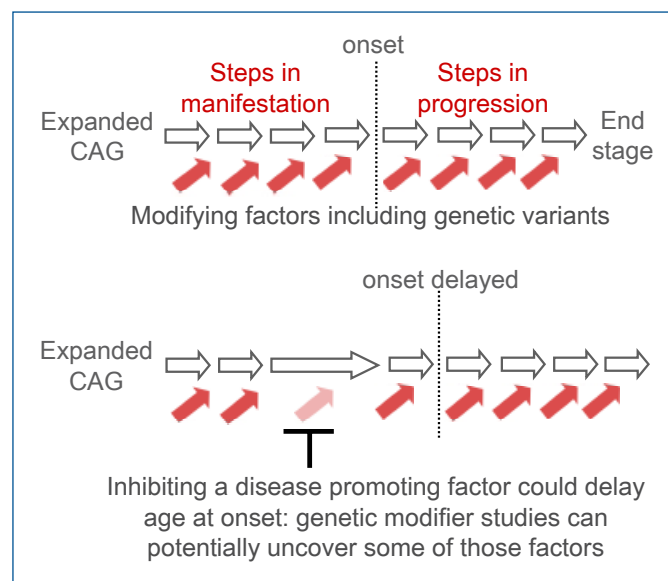 onset
Steps in
manifestation
Steps in
progression
Expanded
CAG
End
stage
Modifying factors including genetic variants
onset delayed
Expanded
CAG
Inhibiting a disease promoting factor could delay
age at onset: genetic modifier studies can
potentially uncover some of those factors